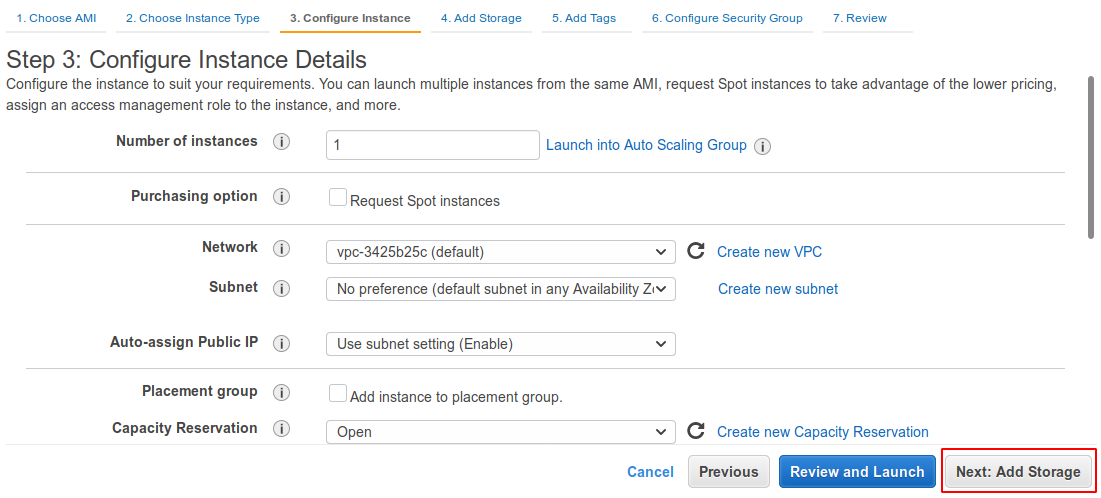 1. Choose AMI 2. Choose Instance Type 3. Configure Instance 4. Add Storage 5. Add Tags 6. Configure Security Group 7. Review
Step 3: Configure Instance Details
Configure the instance to suit your requirements. You can launch multiple instances from the same AMI, request Spot instances to take advantage of the lower pricing,
assign an access management role to the instance, and more.
Number of instances i 1 Launch into Auto Scaling Group i
Purchasing option i Request Spot instances
Network i vpc-3425b25c (default) Create new VPC
Subnet i No preference (default subnet in any Availability Create new subnet
Auto-assign Public IP i Use subnet setting (Enable)
Placement group i Add instance to placement group.
Capacity Reservation i Open Create new Capacity Reservation
Cancel Previous Review and Launch Next: Add Storage